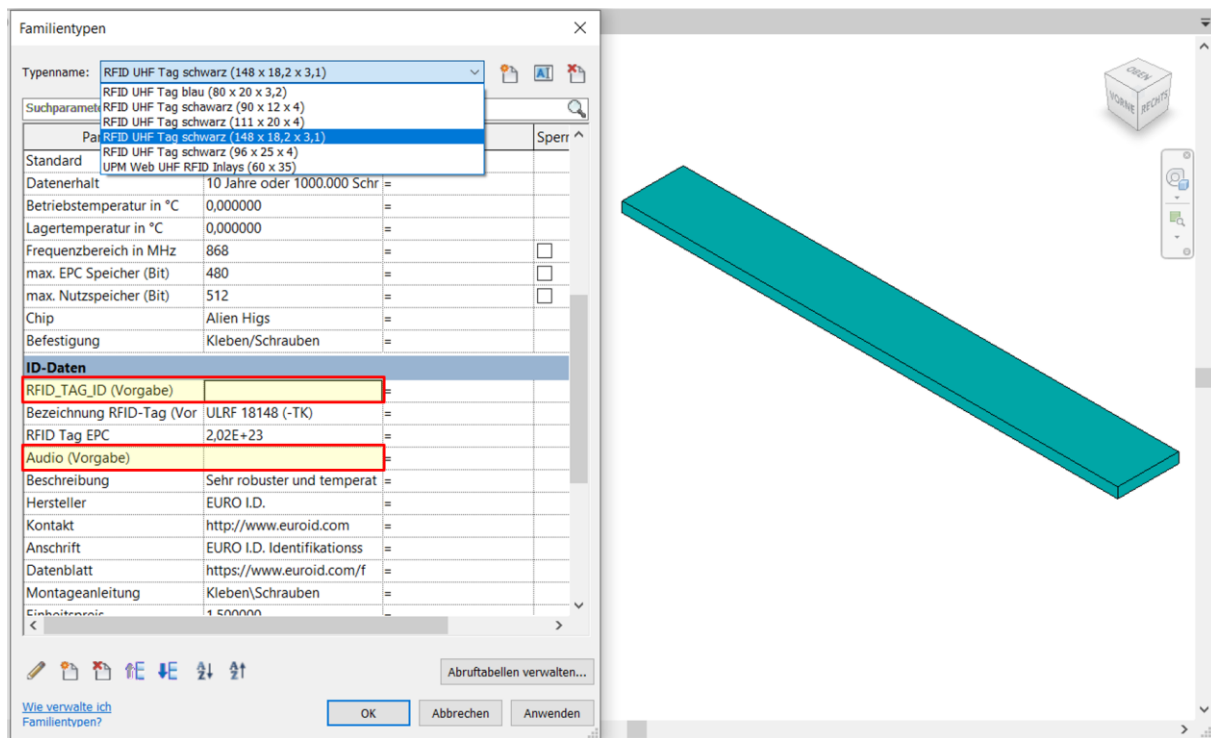 Familientypen
Typenname: RFID UHF Tag schwarz (148 x 18,2 x 3,1)
RFID UHF Tag blau (80 x 20 x 3,2)
Suchparamete RFID UHF Tag schawarz (90 x 12 x 4)
RFID UHF Tag schwarz (111 x 20 x 4)
Pa RFID UHF Tag schwarz (148 x 18,2 x 3,1) Sperr
RFID UHF Tag schwarz (96 x 25 x 4)
Standard
UPM Web UHF RFID Inlays (60 x 35)
Datenerhalt 10 Jahre oder 1000.000 Schr =
Betriebstemperatur in °C 0,000000 =
Lagertemperatur in °C 0,000000 =
Frequenzbereich in MHz 868 =
max. EPC Speicher (Bit) 480 =
max. Nutzspeicher (Bit) 512 =
Chip Alien Higs =
Befestigung Kleben/Schrauben =
ID-Daten
RFID_TAG_ID (Vorgabe) =
Bezeichnung RFID-Tag (Vor ULRF 18148 (-TK) =
RFID Tag EPC 2,02E+23 =
Audio (Vorgabe) =
Beschreibung Sehr robuster und temperat =
Hersteller EURO I.D. =
Kontakt http://www.euroid.com =
Anschrift EURO I.D. Identifikationss =
Datenblatt https://www.euroid.com/f =
Montageanleitung Kleben\Schrauben =
Einheitspreis 1,500000 =
Abruftabellen verwalten...
Wie verwalte ich
Familientypen?
OK Abbrechen Anwenden
OBEN
VORNE RECHTS